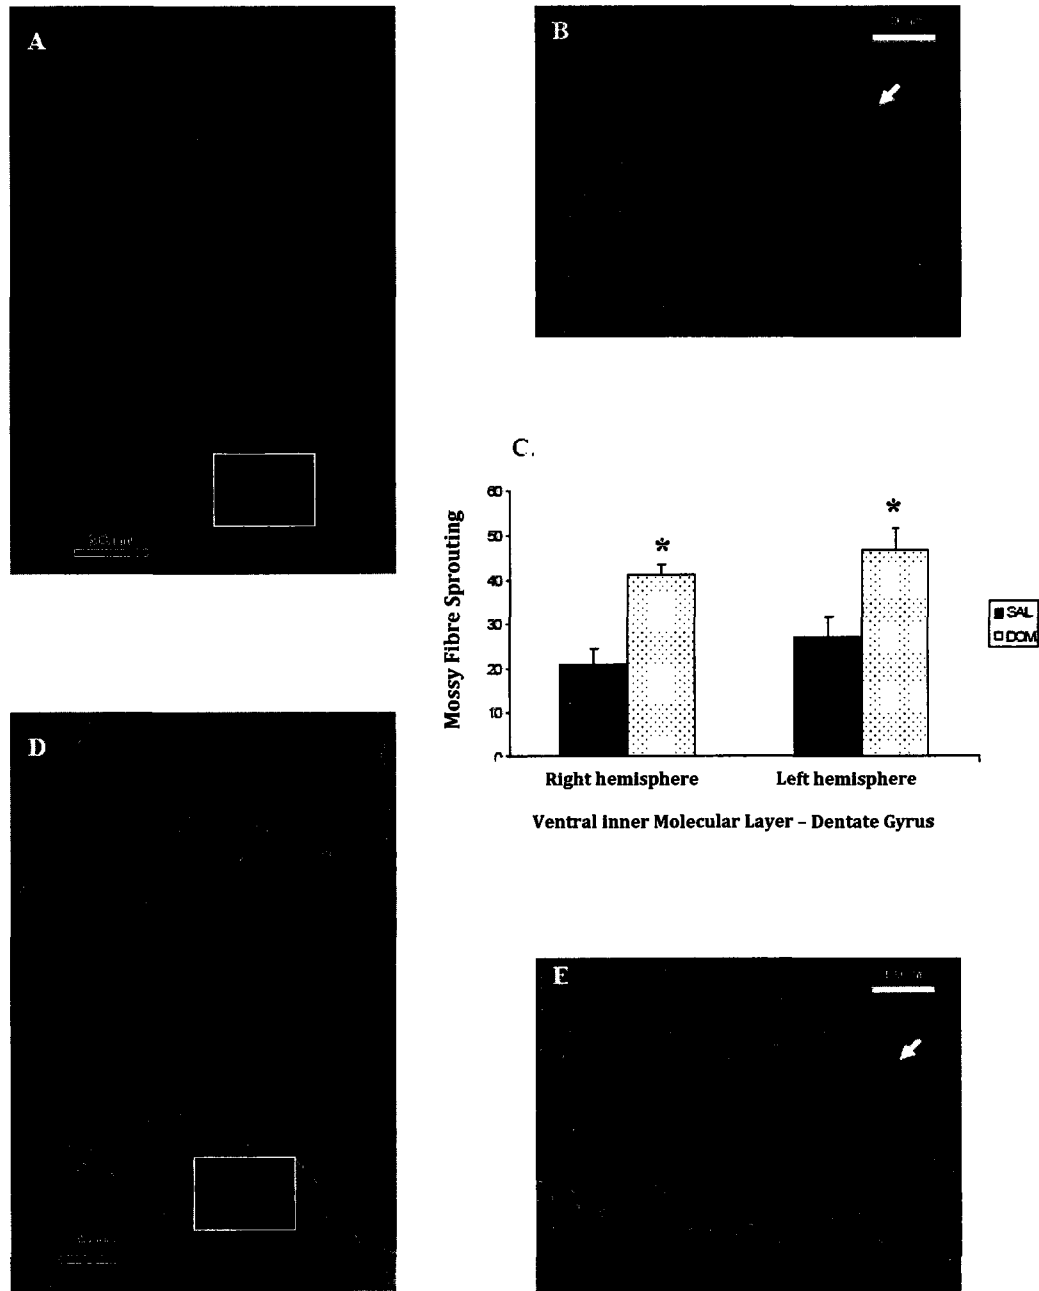 A
B
C.
Mossy Fibre Sprouting
60
50
40
30
20
10
0
*
*
SAL
DOM
Right hemisphere
Left hemisphere
Ventral inner Molecular Layer – Dentate Gyrus
D
E